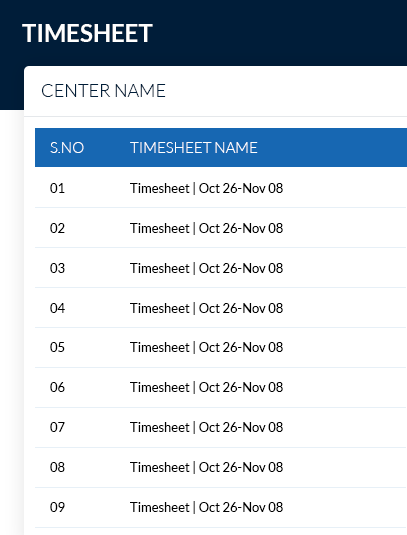 TIMESHEET
CENTER NAME
S.NO TIMESHEET NAME
01 Timesheet | Oct 26-Nov 08
02 Timesheet | Oct 26-Nov 08
03 Timesheet | Oct 26-Nov 08
04 Timesheet | Oct 26-Nov 08
05 Timesheet | Oct 26-Nov 08
06 Timesheet | Oct 26-Nov 08
07 Timesheet | Oct 26-Nov 08
08 Timesheet | Oct 26-Nov 08
09 Timesheet | Oct 26-Nov 08